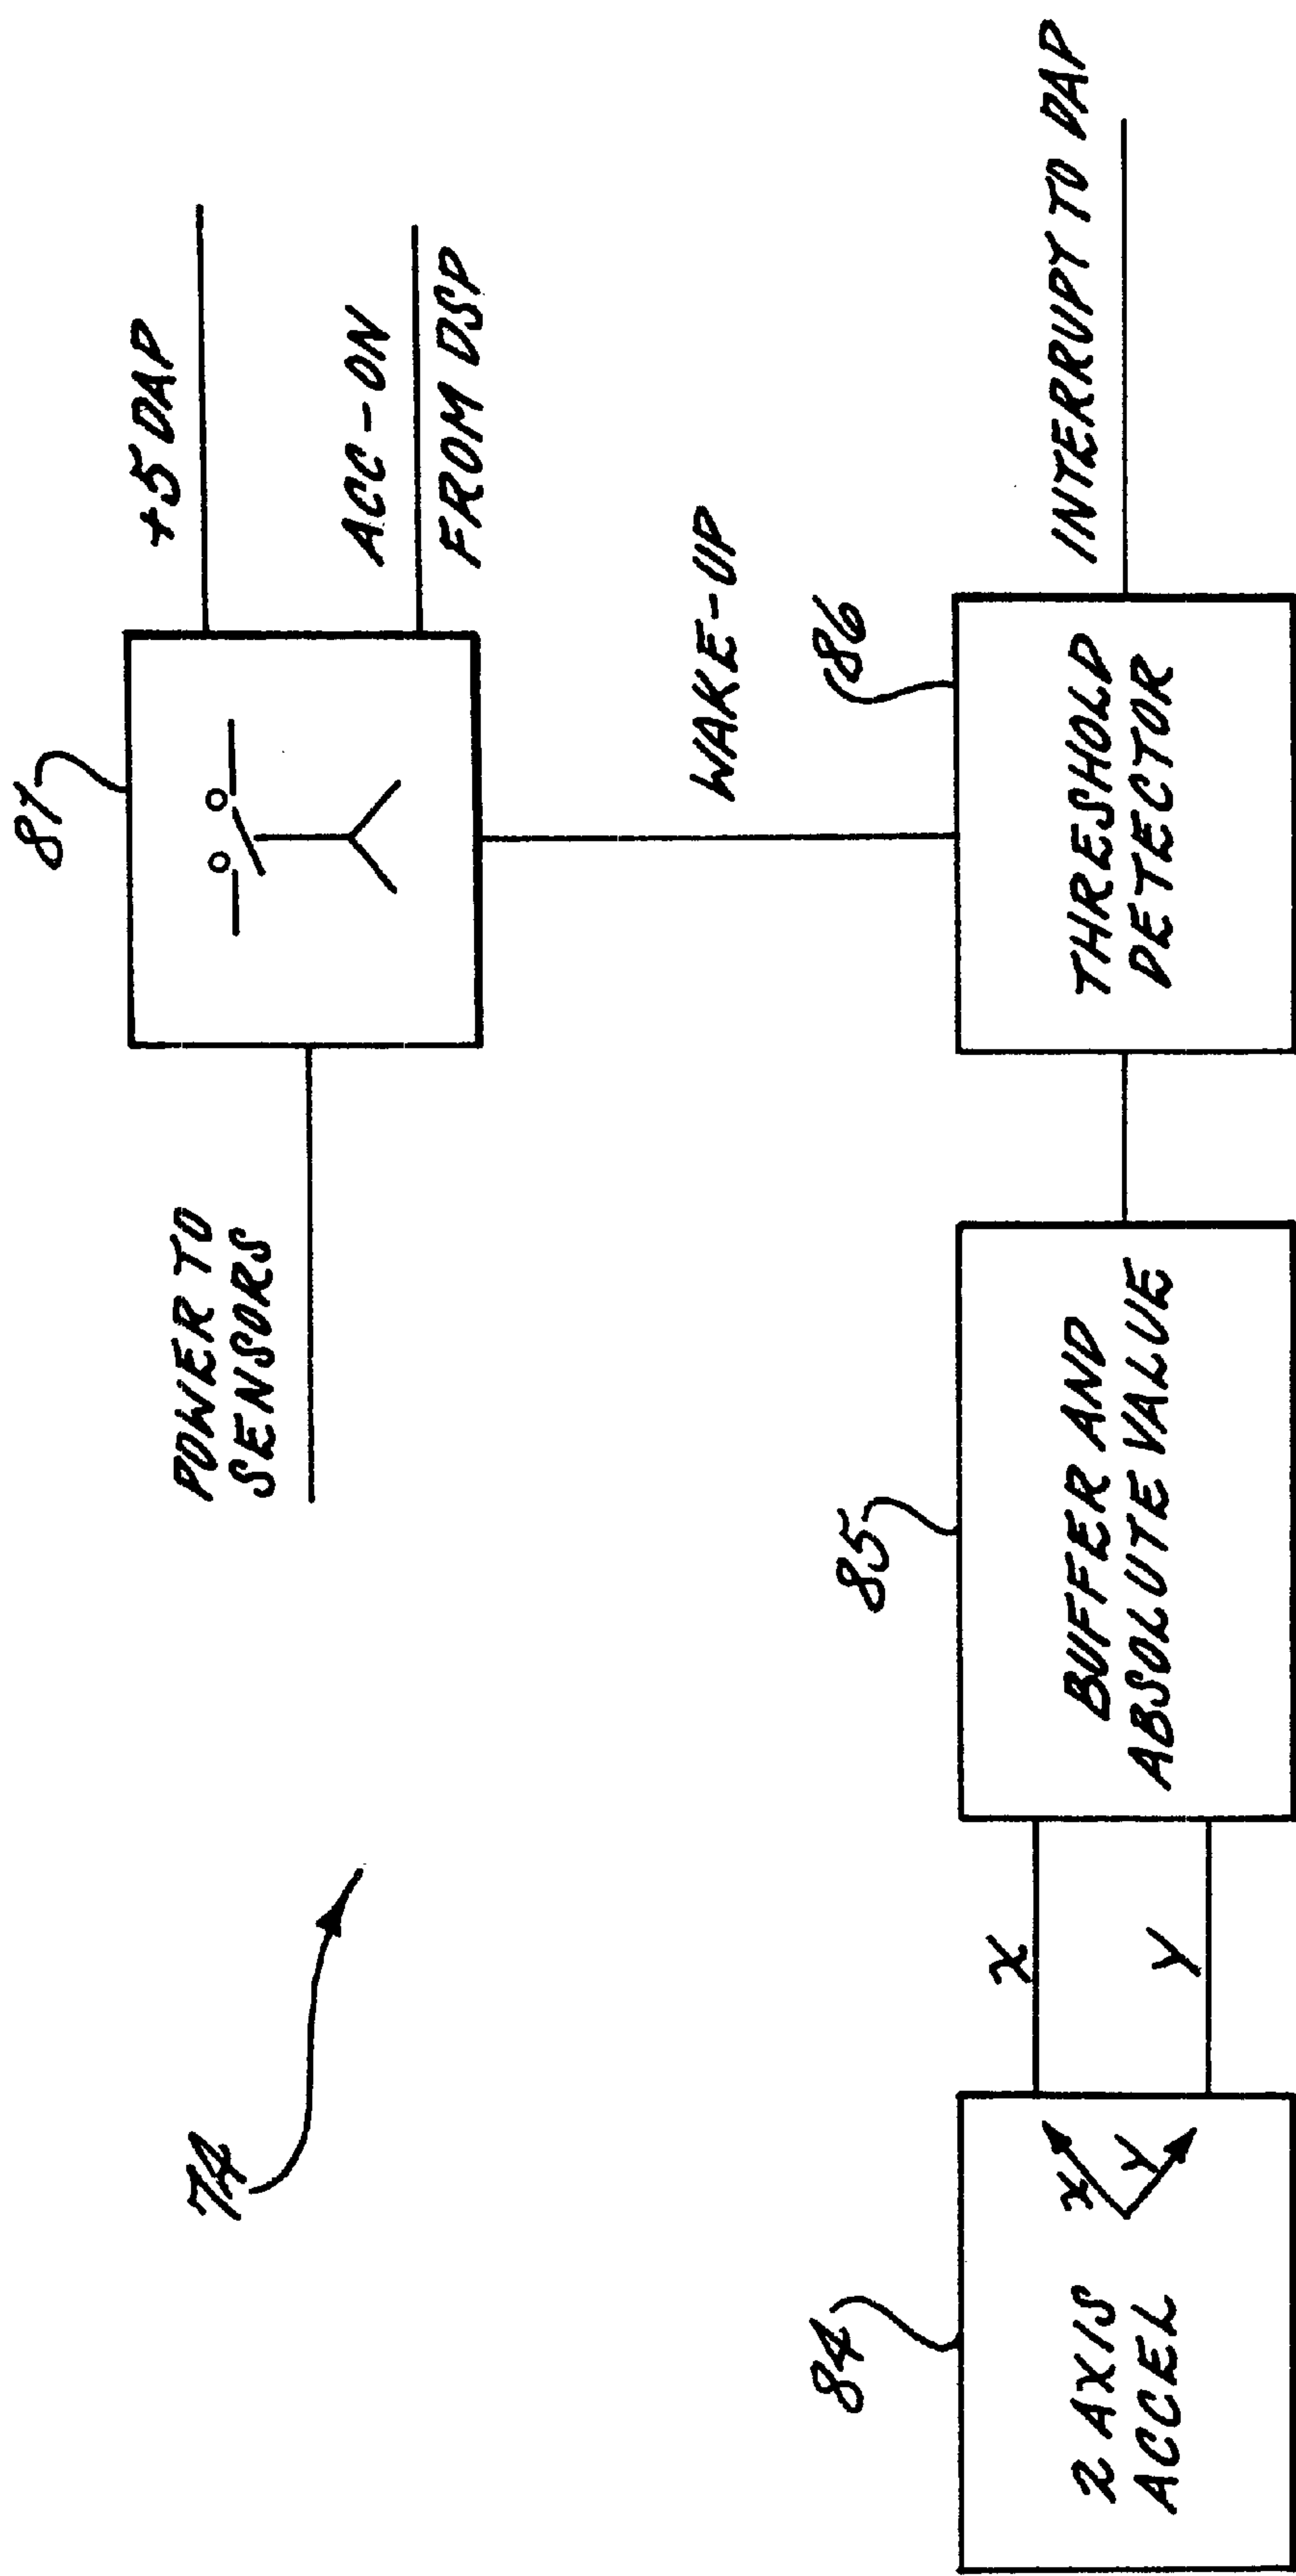 74
POWER TO
SENSORS
81
+5 DAP
ACC-ON
FROM DSP
WAKE-UP
84
2 AXIS
ACCEL
X
Y
X
Y
85
BUFFER AND
ABSOLUTE VALUE
86
THRESHOLD
DETECTOR
INTERRUPT TO DAP